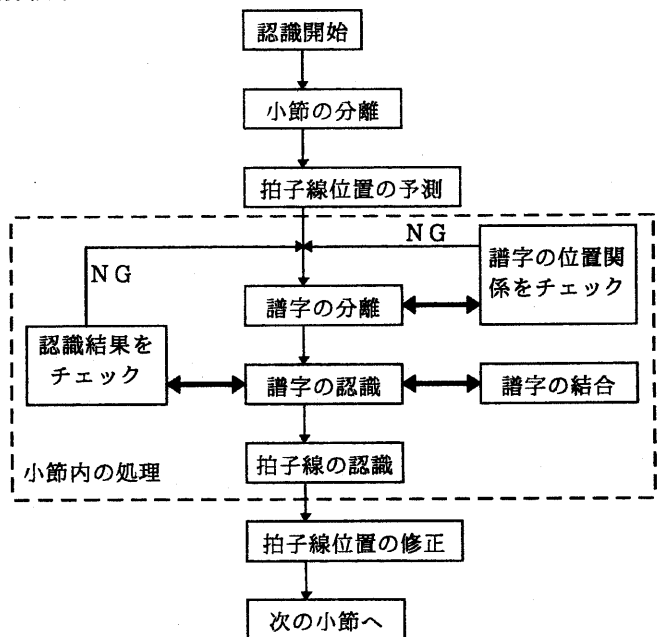 認識開始
小節の分離
拍子線位置の予測
NG
NG
譜字の位置関
係をチェック
譜字の分離
認識結果を
チェック
譜字の認識
譜字の結合
拍子線の認識
小節内の処理
拍子線位置の修正
次の小節へ